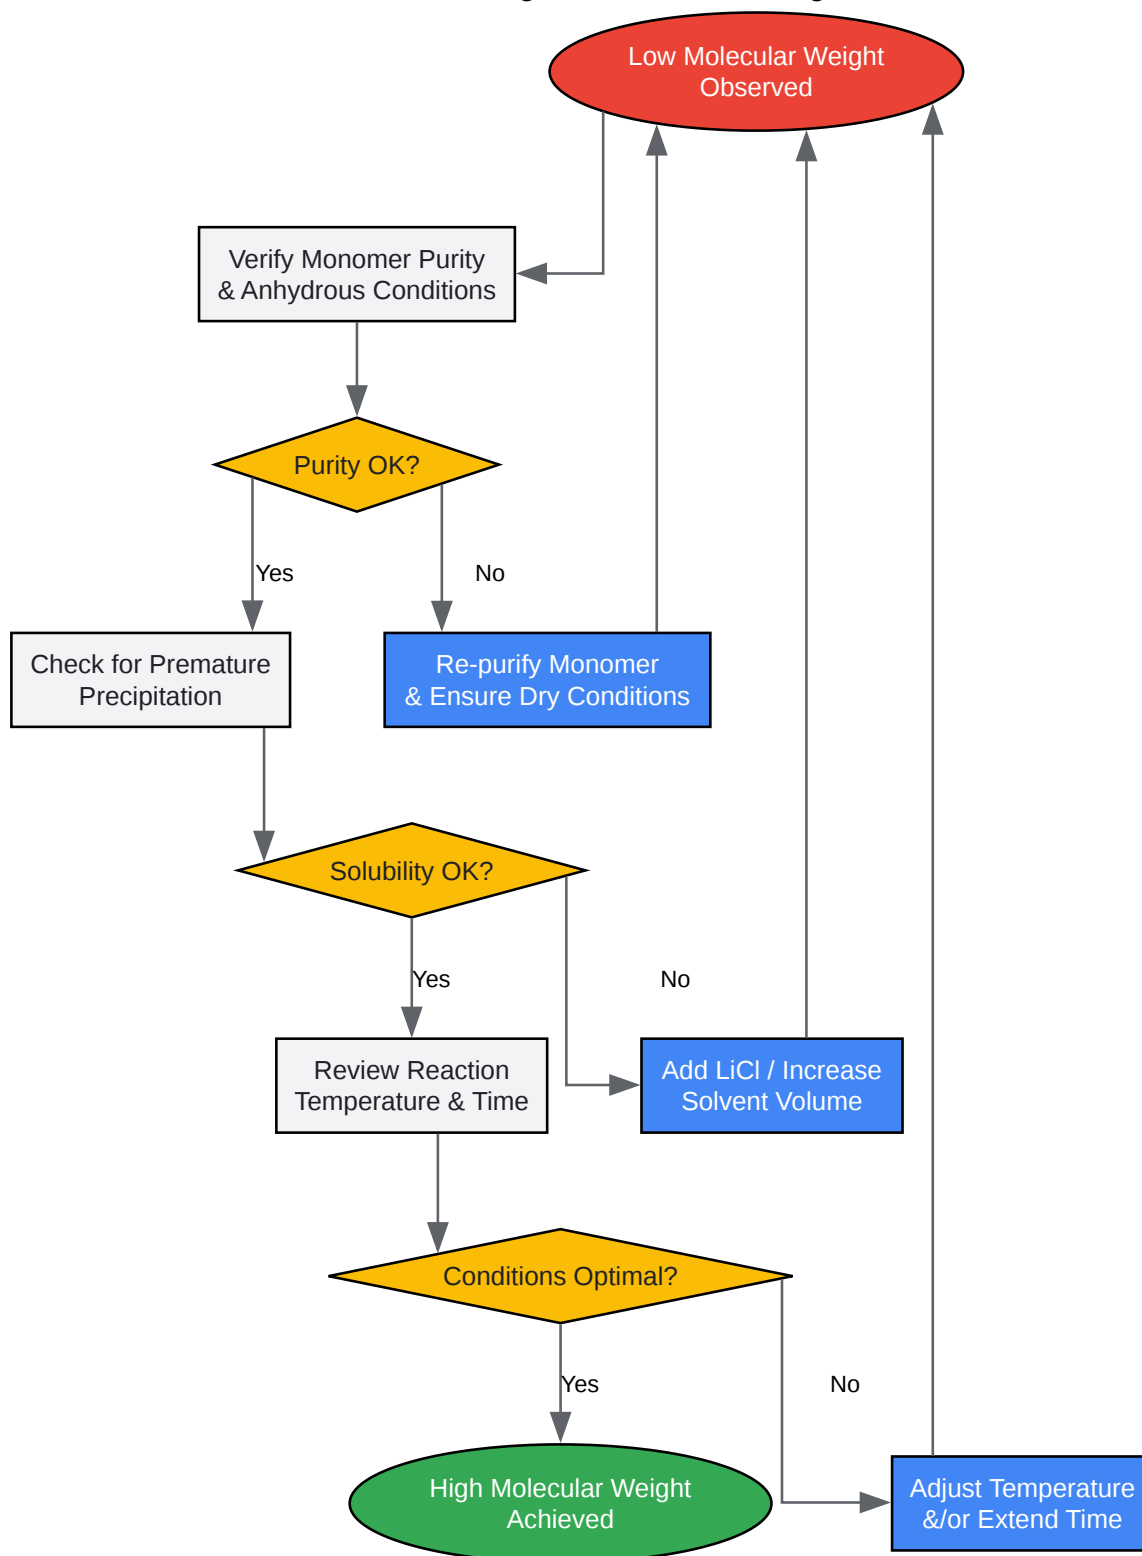 Low Molecular Weight
Observed
Verify Monomer Purity
& Anhydrous Conditions
Purity OK?
Yes
No
Check for Premature
Precipitation
Re-purify Monomer
& Ensure Dry Conditions
Solubility OK?
Yes
No
Review Reaction
Temperature & Time
Add LiCl / Increase
Solvent Volume
Conditions Optimal?
Yes
No
High Molecular Weight
Achieved
Adjust Temperature
&/or Extend Time